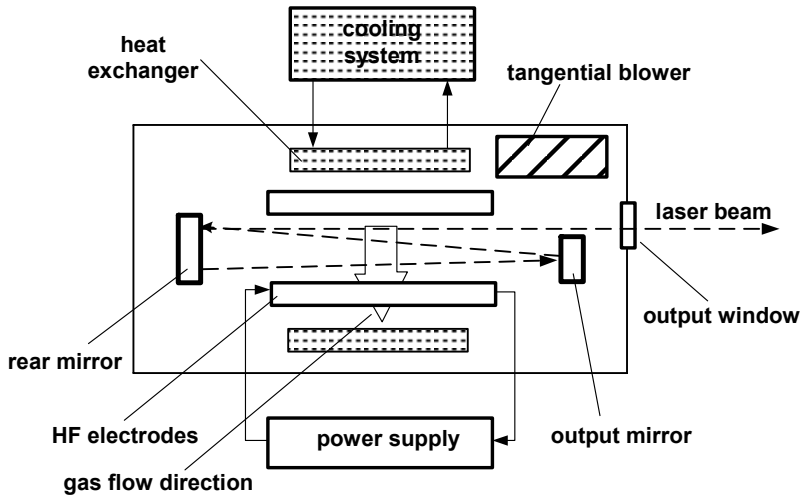 cooling
system
heat
exchanger
tangential blower
laser beam
output window
rear mirror
HF electrodes
power supply
output mirror
gas flow direction